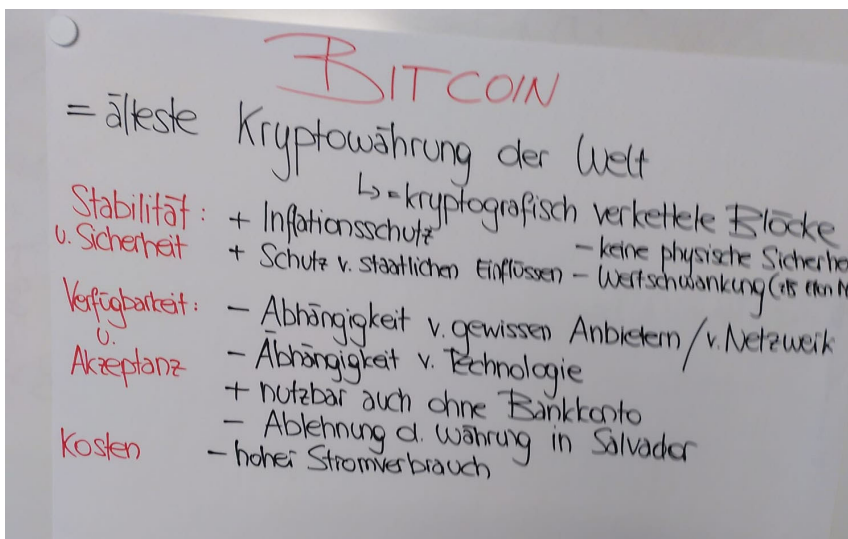 BITCOIN
= älteste Kryptowährung der Welt
↳ = kryptografisch verkettete Blöcke
Stabilität : + Inflationsschutz - keine physische Sicherhe
u. Sicherheit + Schutz v. staatlichen Einflüssen - Wertschwankung
Verfügbarkeit : - Abhängigkeit v. gewissen Anbietern / v. Netzwerk
u.
Akzeptanz - Abhängigkeit v. Technologie
+ nutzbar auch ohne Bankkonto
- Ablehnung d. Währung in Salvador
Kosten - hoher Stromverbrauch